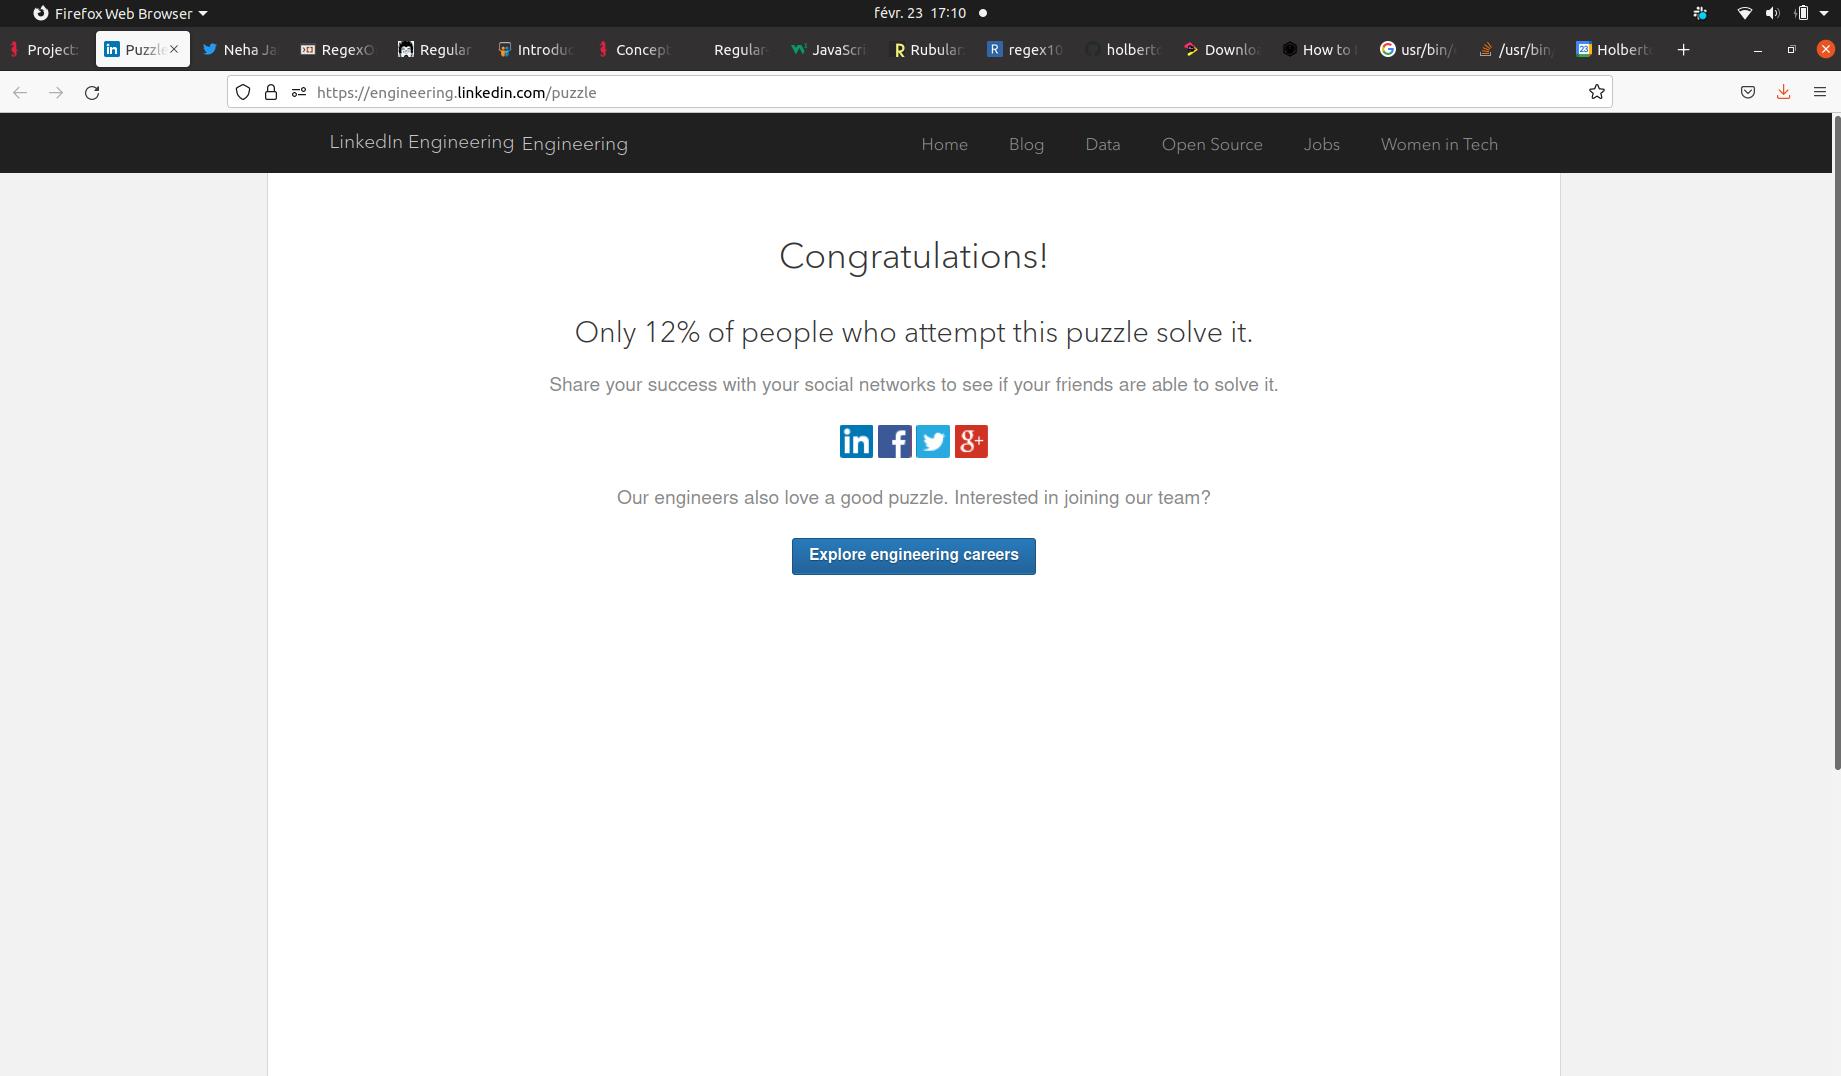 Firefox Web Browser
févr. 23 17:10
Project:
Puzzle
Neha Ja
RegexO
Regular
Introduc
Concept
Regular
JavaScri
Rubular:
regex10
holberto
Downloa
How to
usr/bin/
/usr/bin/
Holberto
https://engineering.linkedin.com/puzzle
LinkedIn Engineering Engineering
Home Blog Data Open Source Jobs Women in Tech
Congratulations!
Only 12% of people who attempt this puzzle solve it.
Share your success with your social networks to see if your friends are able to solve it.
in f g+
Our engineers also love a good puzzle. Interested in joining our team?
Explore engineering careers